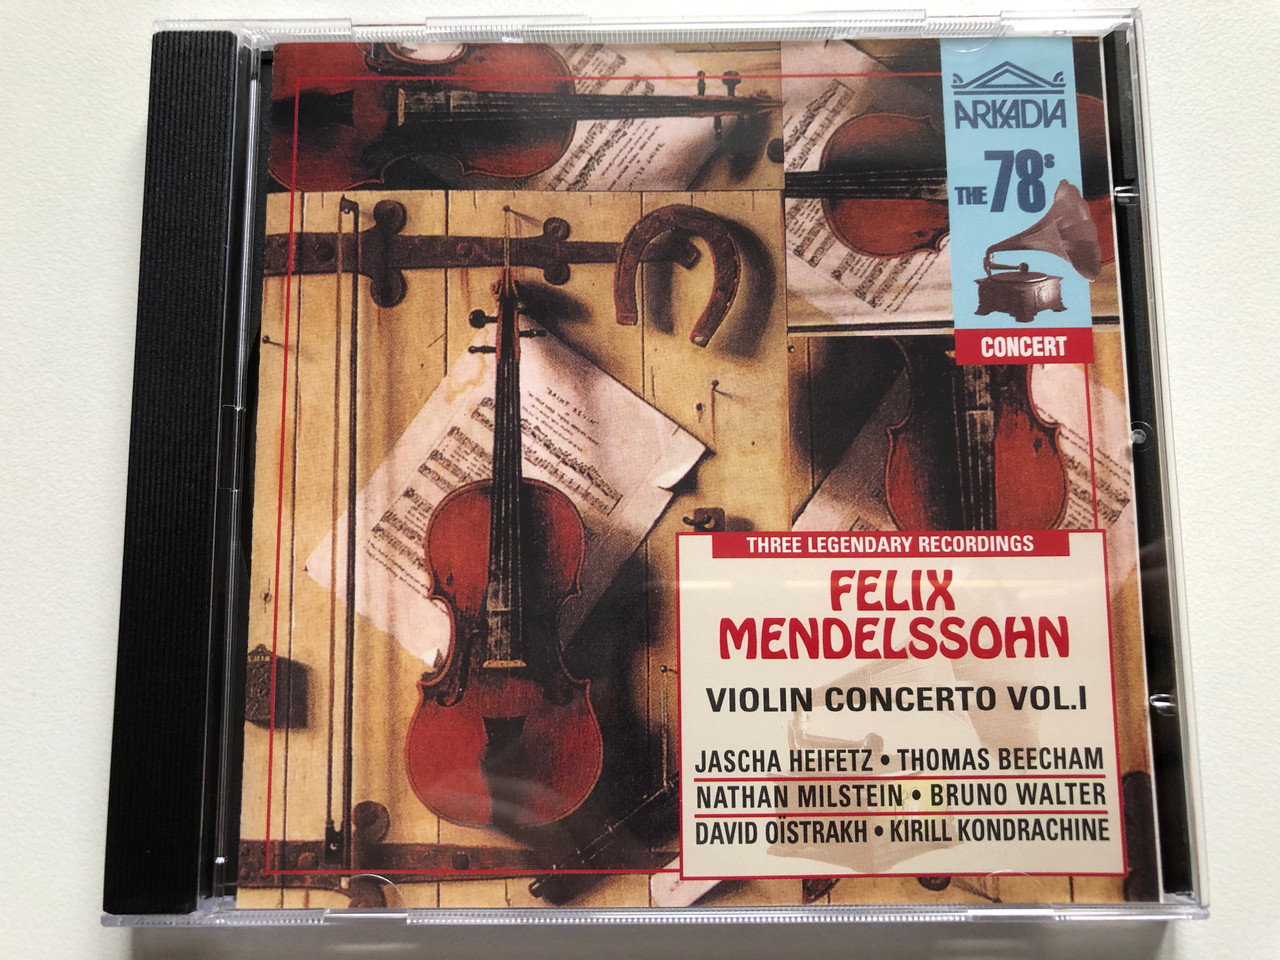 ARKADIA
THE 78s
CONCERT
THREE LEGENDARY RECORDINGS
FELIX
MENDELSSOHN
VIOLIN CONCERTO VOL.I
JASCHA HEIFETZ • THOMAS BEECHAM
NATHAN MILSTEIN • BRUNO WALTER
DAVID OÏSTRAKH • KIRILL KONDRACHINE